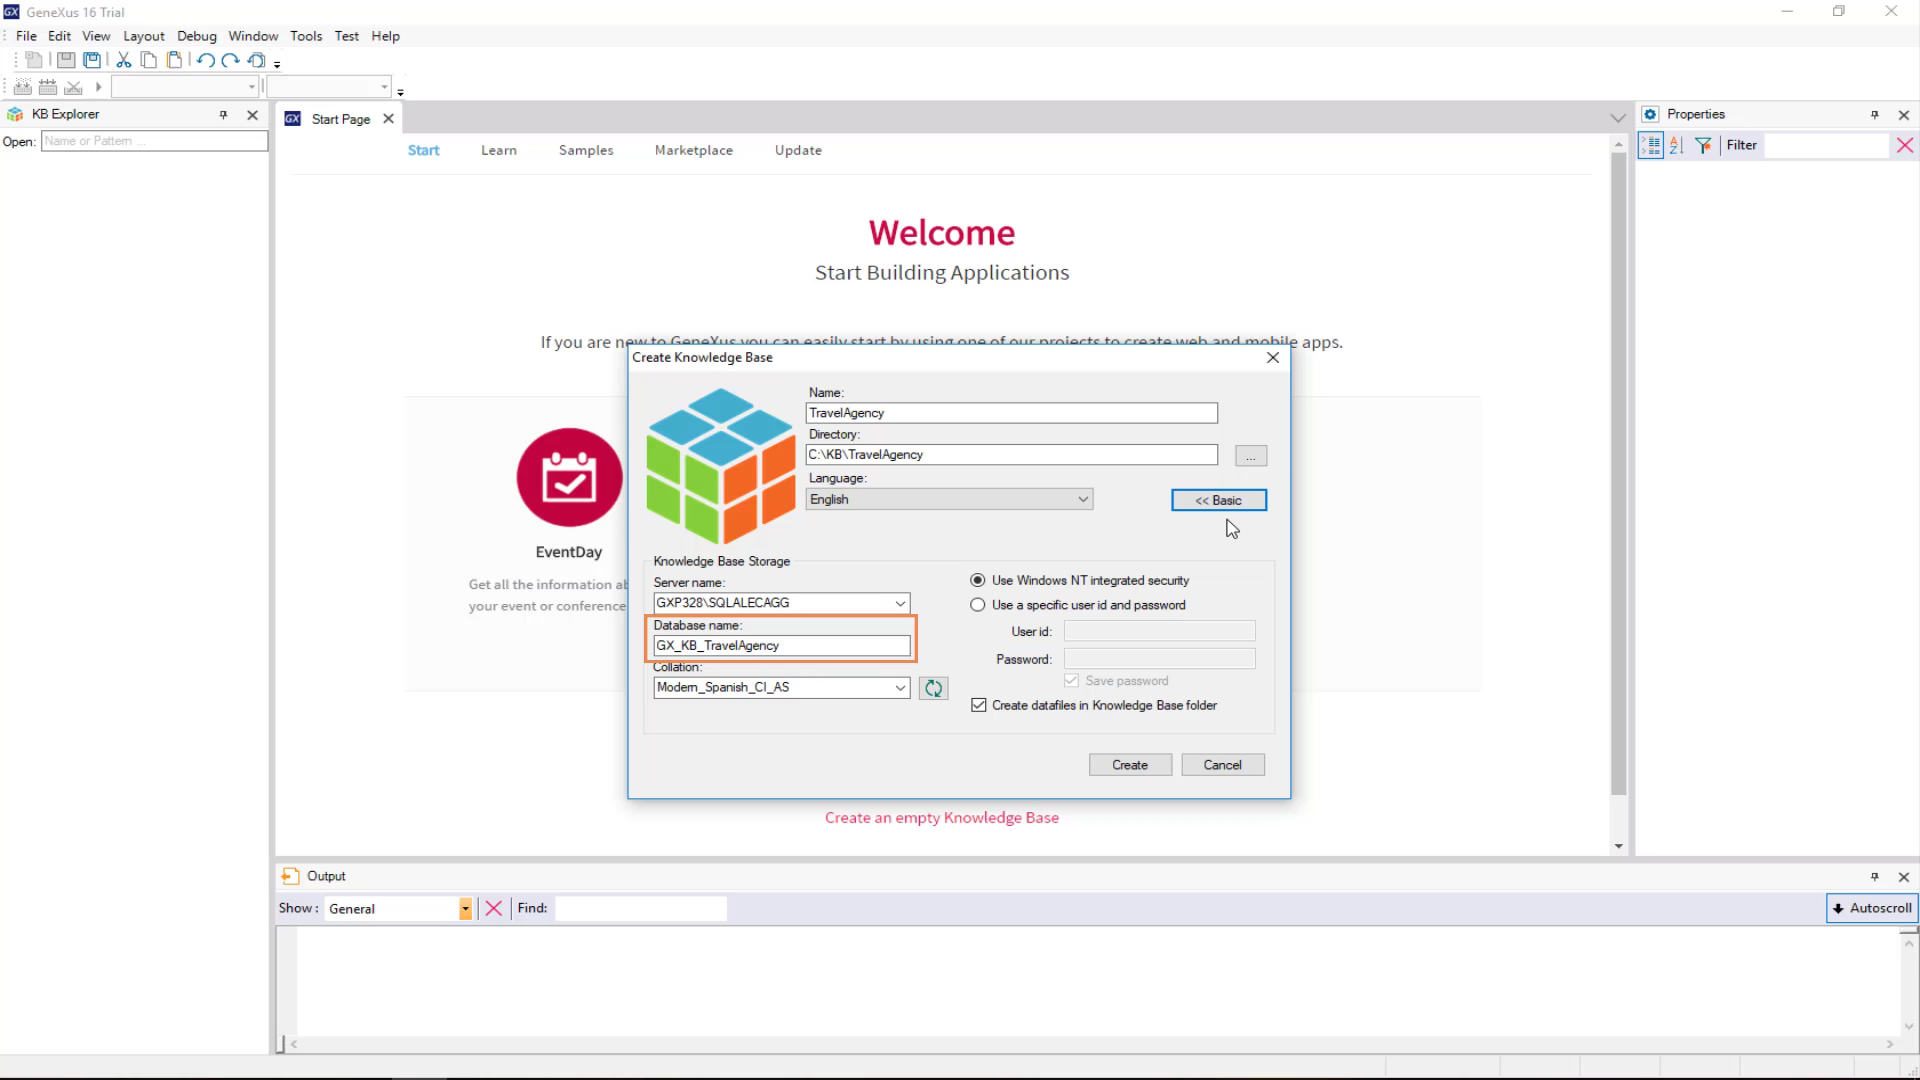 GX GeneXus 16 Trial
File Edit View Layout Debug Window Tools Test Help
KB Explorer
Open: Name or Pattern ...
GX Start Page
Properties
Filter
Start Learn Samples Marketplace Update
Welcome
Start Building Applications
If you are new to GeneXus you can easily start by using one of our projects to create web and mobile apps.
EventDay
Get all the information ab
your event or conference
Create Knowledge Base
Name:
TravelAgency
Directory:
C:\KB\TravelAgency
...
Language:
English
<< Basic
Knowledge Base Storage
Server name:
GXP328\SQLALECAGG
Database name:
GX_KB_TravelAgency
Collation:
Modern_Spanish_CI_AS
Use Windows NT integrated security
Use a specific user id and password
User id:
Password:
Save password
Create datafiles in Knowledge Base folder
Create Cancel
Create an empty Knowledge Base
Output
Show : General Find: Autoscroll